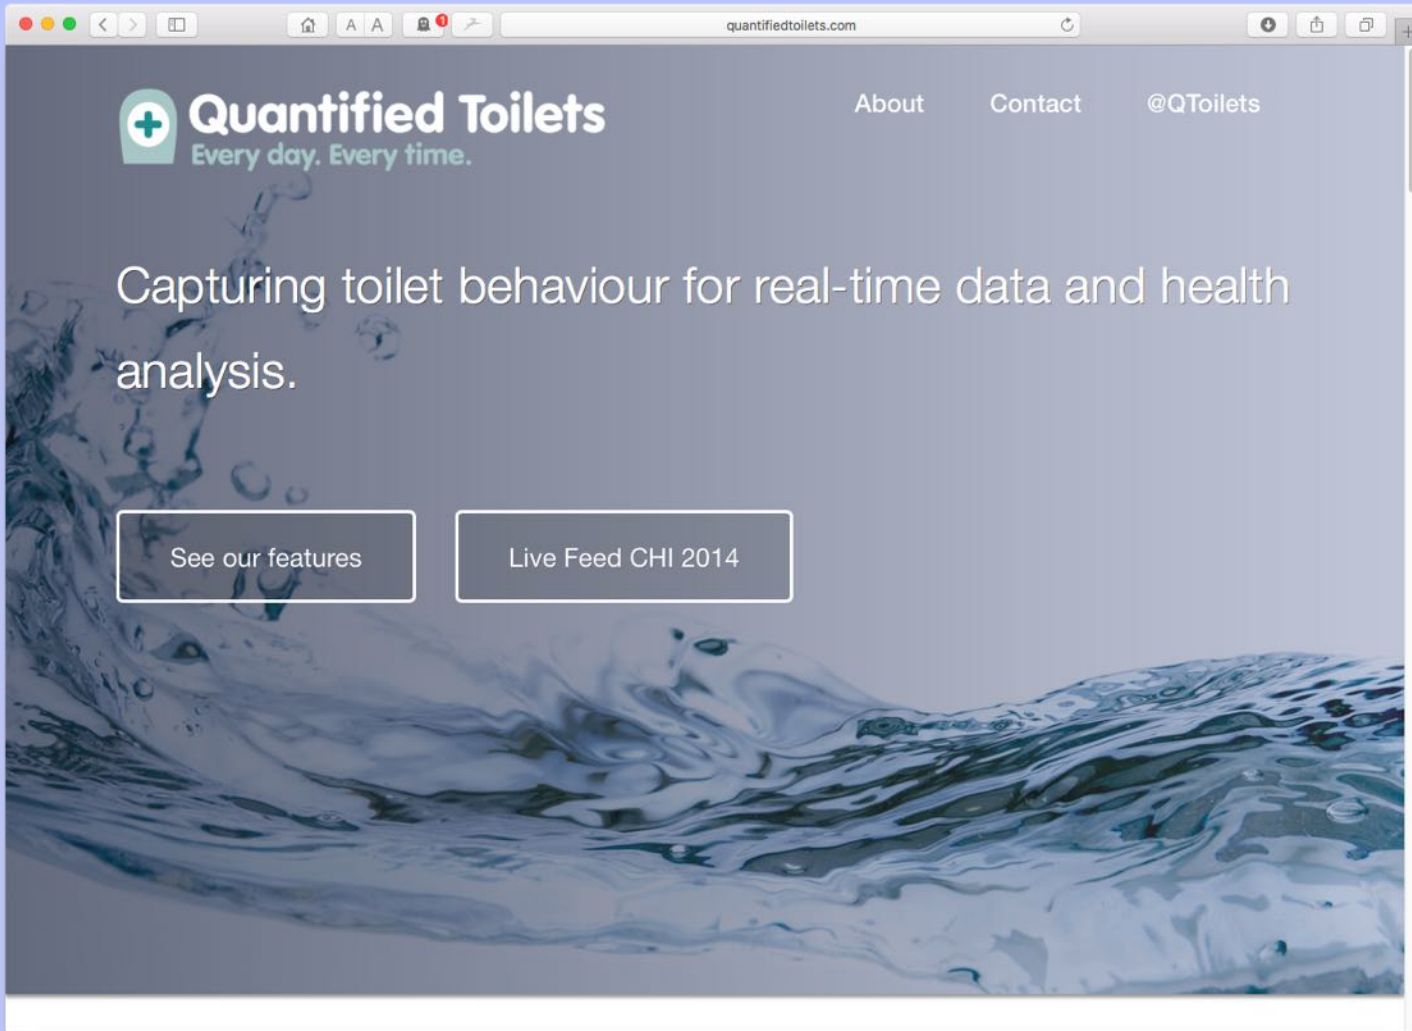 A A
1
quantifiedtoilets.com
Quantified Toilets
Every day. Every time.
About
Contact
@QToilets
Capturing toilet behaviour for real-time data and health
analysis.
See our features
Live Feed CHI 2014